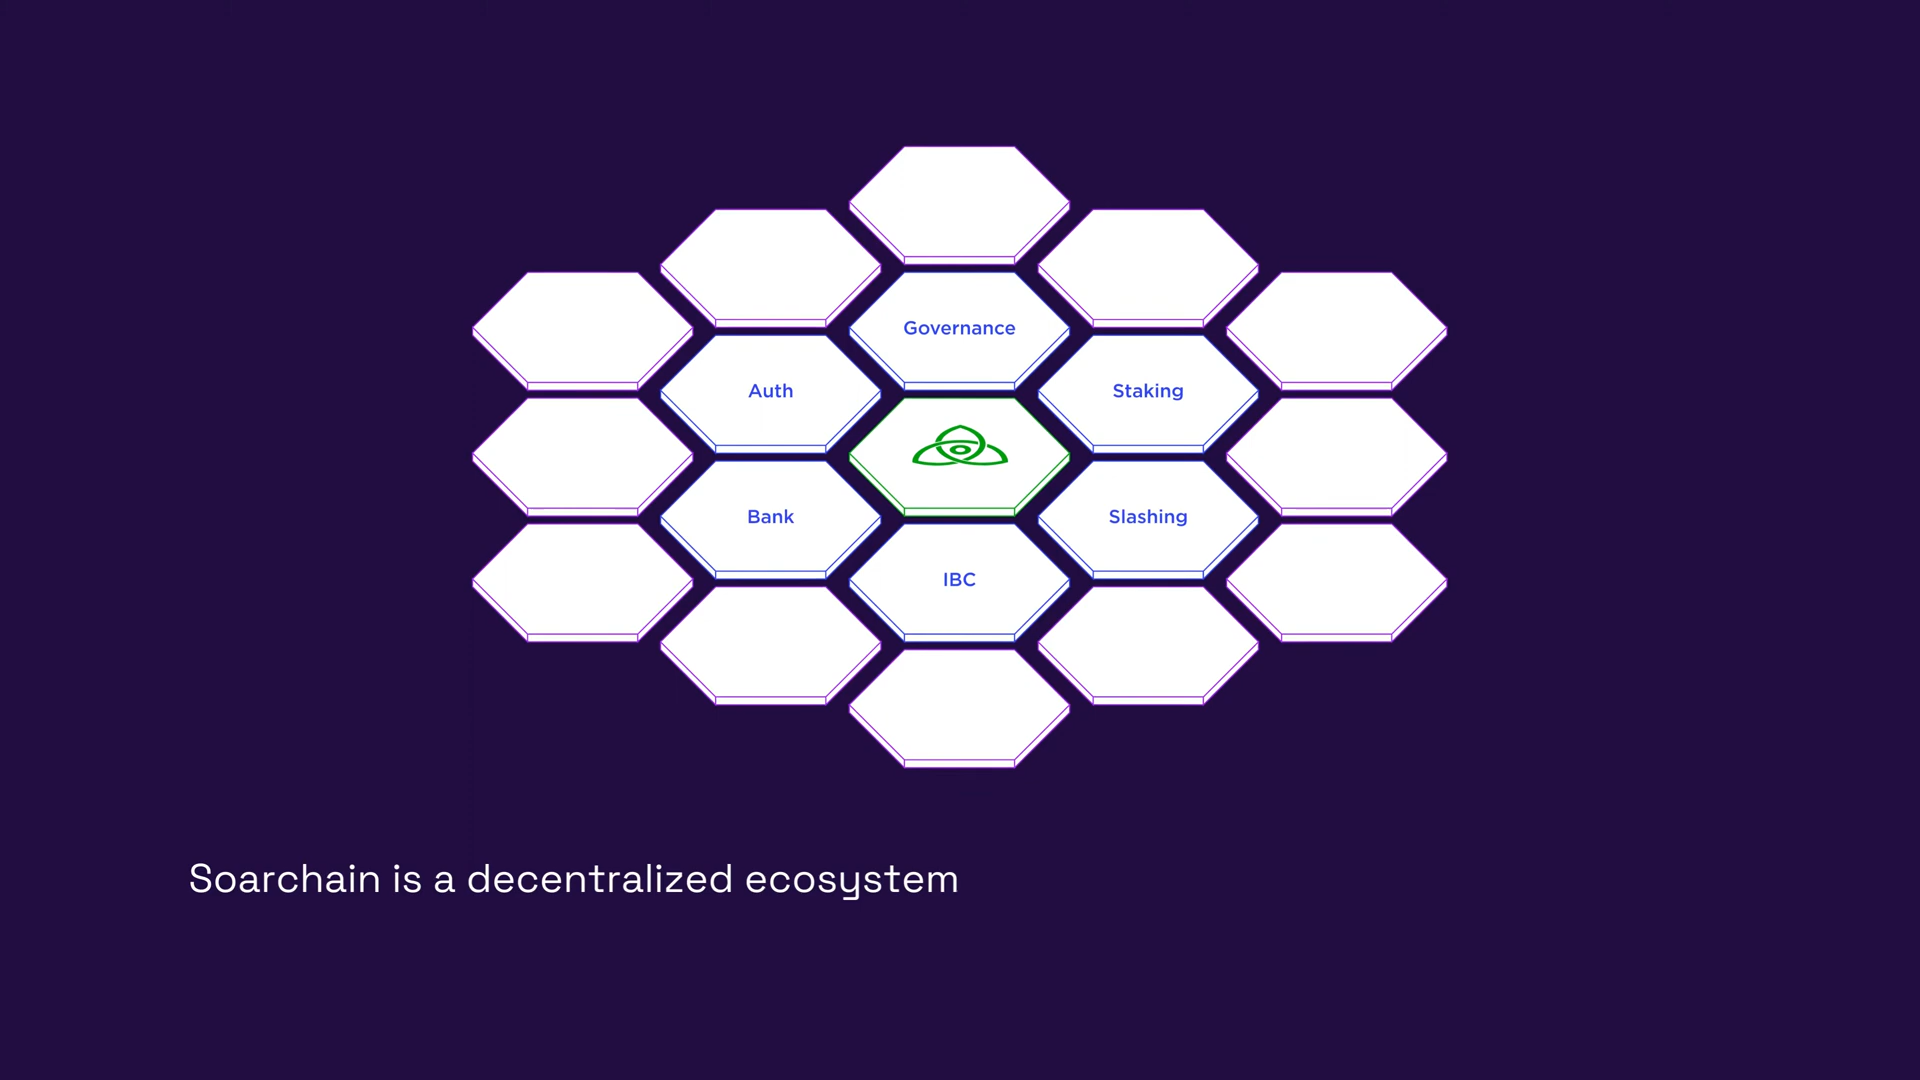 Governance
Auth
Staking
Bank
Slashing
IBC
Soarchain is a decentralized ecosystem